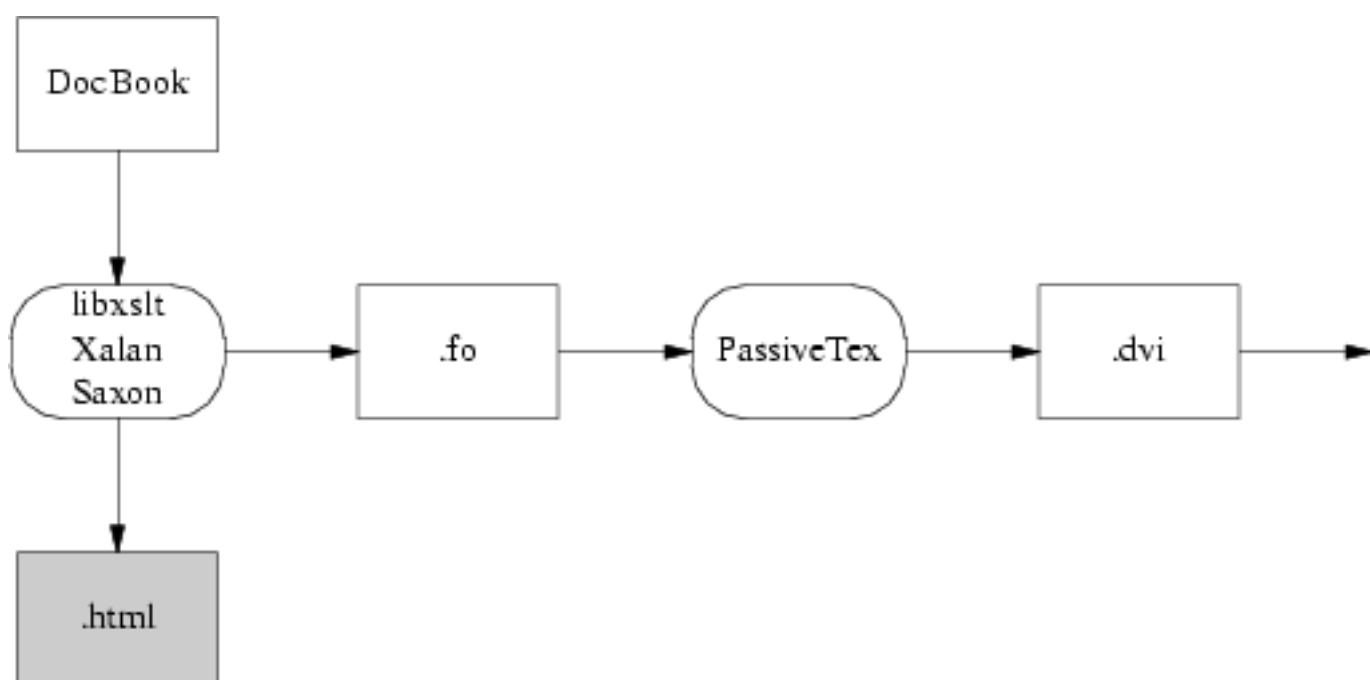 DocBook
libxslt
Xalan
Saxon
.fo
PassiveTex
.dvi
.html